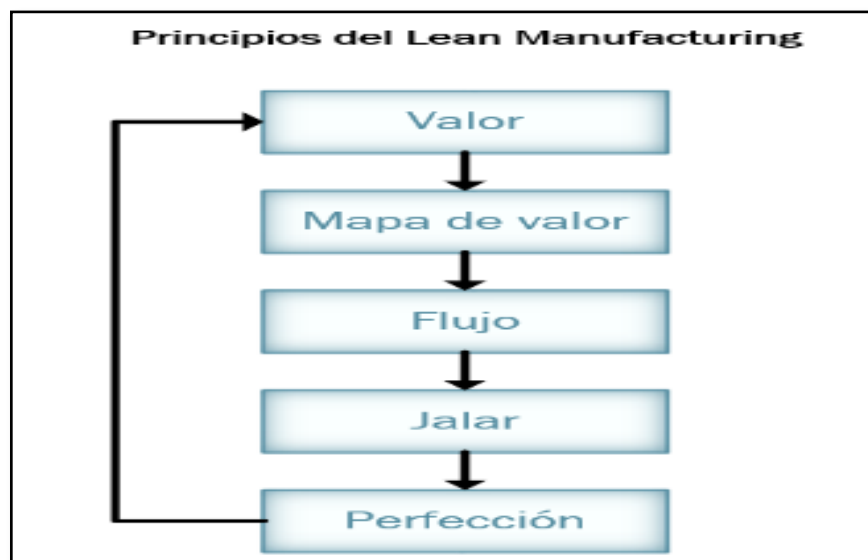 Principios del Lean Manufacturing
Valor
Mapa de valor
Flujo
Jalar
Perfección